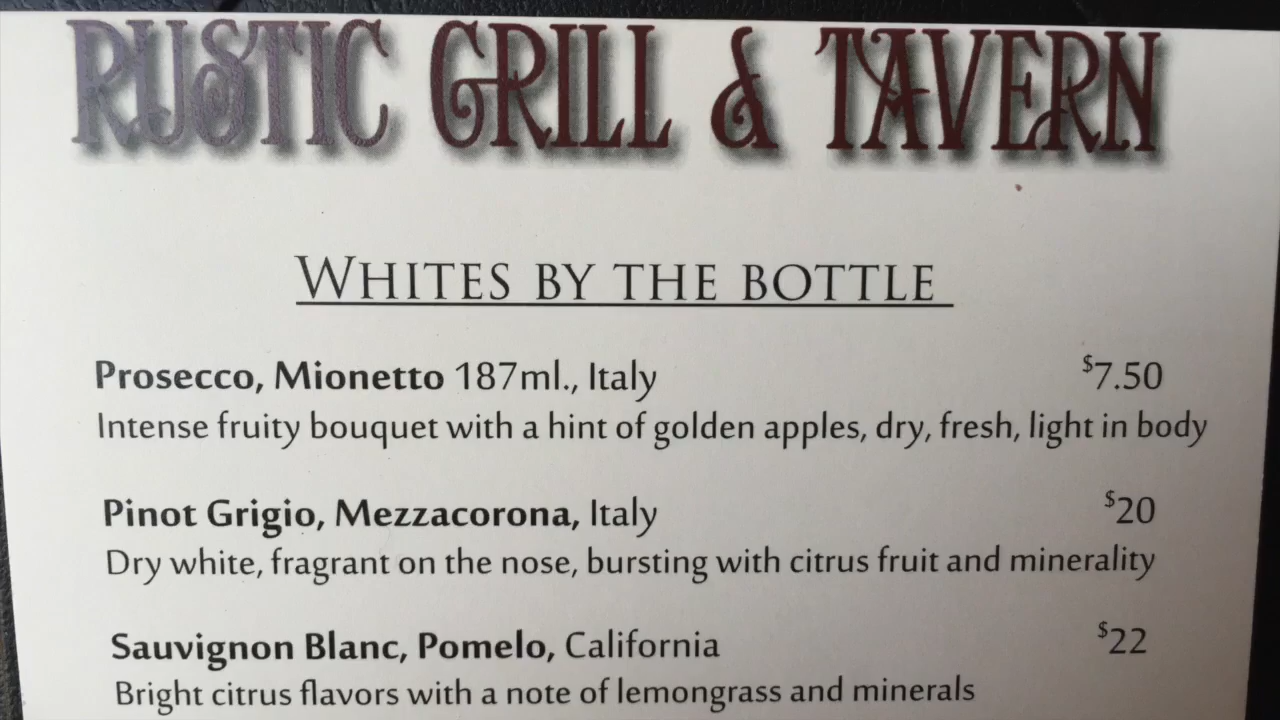 RUSTIC GRILL & TAVERN
WHITES BY THE BOTTLE
Prosecco, Mionetto 187ml., Italy $7.50
Intense fruity bouquet with a hint of golden apples, dry, fresh, light in body
Pinot Grigio, Mezzacorona, Italy $20
Dry white, fragrant on the nose, bursting with citrus fruit and minerality
Sauvignon Blanc, Pomelo, California $22
Bright citrus flavors with a note of lemongrass and minerals